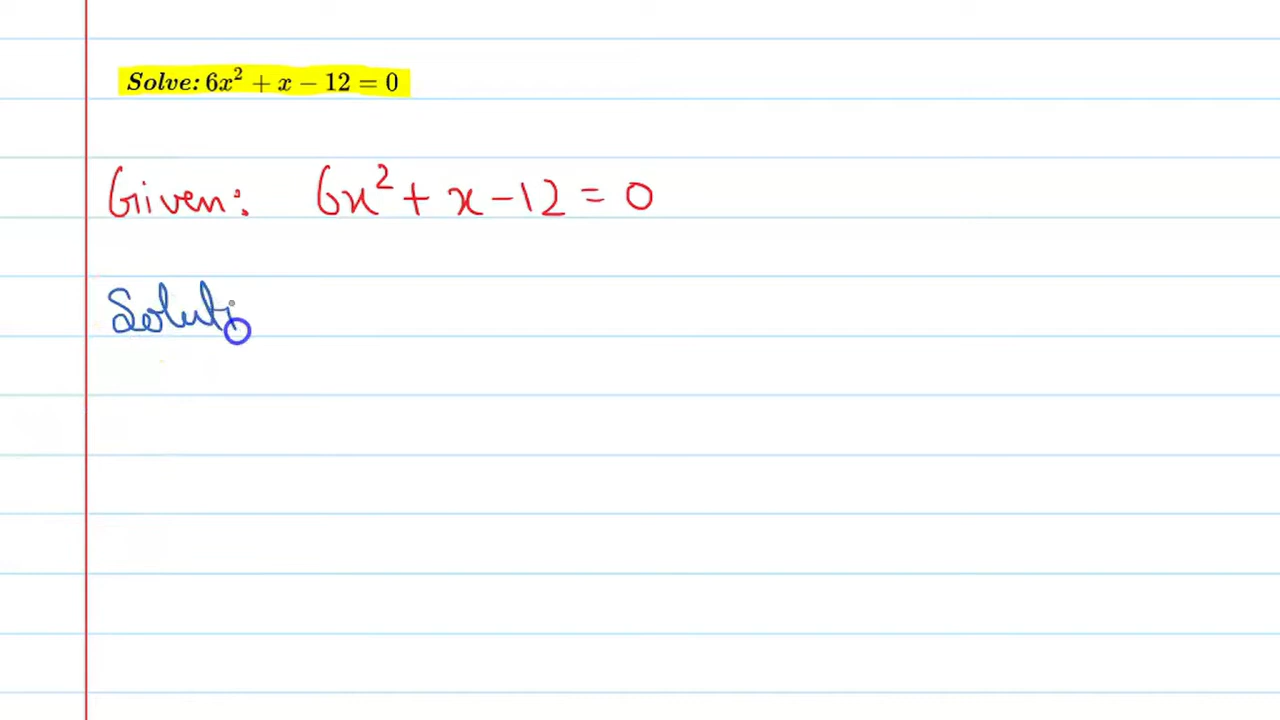 Solve: 6x² + x − 12 = 0
Given: 6x² + x − 12 = 0
Soluti